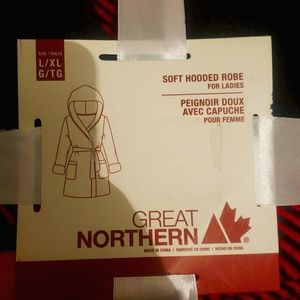 SIZE / TAILLE
L/XL
G/TG
SOFT HOODED ROBE
FOR LADIES
PEIGNOIR DOUX
AVEC CAPUCHE
POUR FEMME
GREAT
NORTHERN ®
MADE IN CHINA | FABRIQUÉ EN CHINE | HECHO EN CHINA